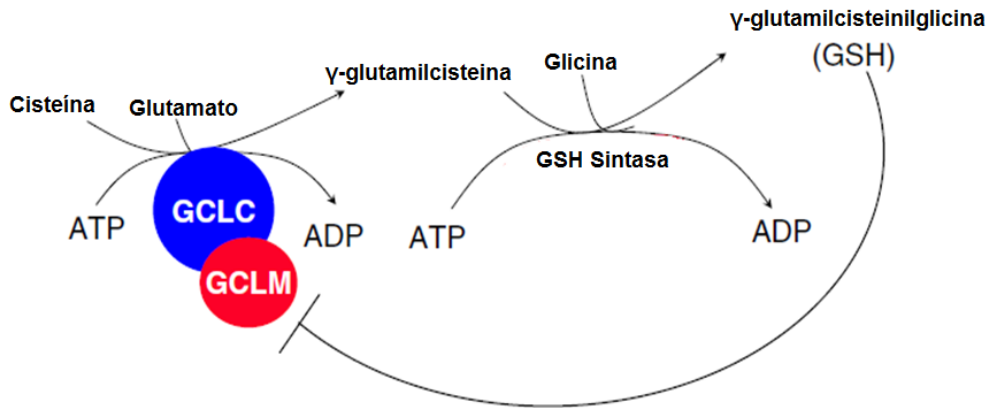 γ-glutamilcisteinilglicina
(GSH)
γ-glutamilcisteina
Glicina
Cisteína
Glutamato
GSH Sintasa
GCLC
ATP
ADP
ATP
ADP
GCLM